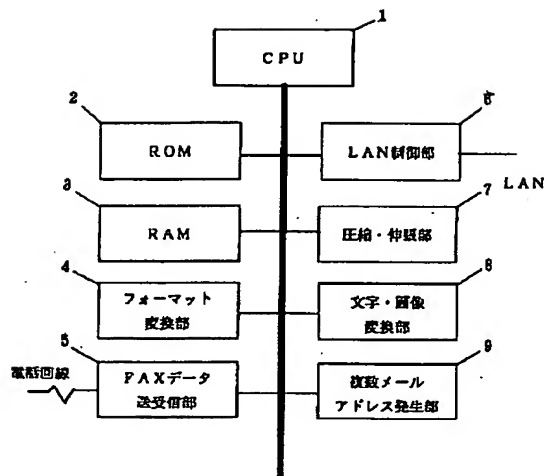 1
CPU
2
ROM
6
LAN制御部
LAN
3
RAM
7
圧縮・伸張部
4
フォーマット
変換部
8
文字・画像
変換部
5
電話回線
FAXデータ
送受信部
9
複数メール
アドレス発生部